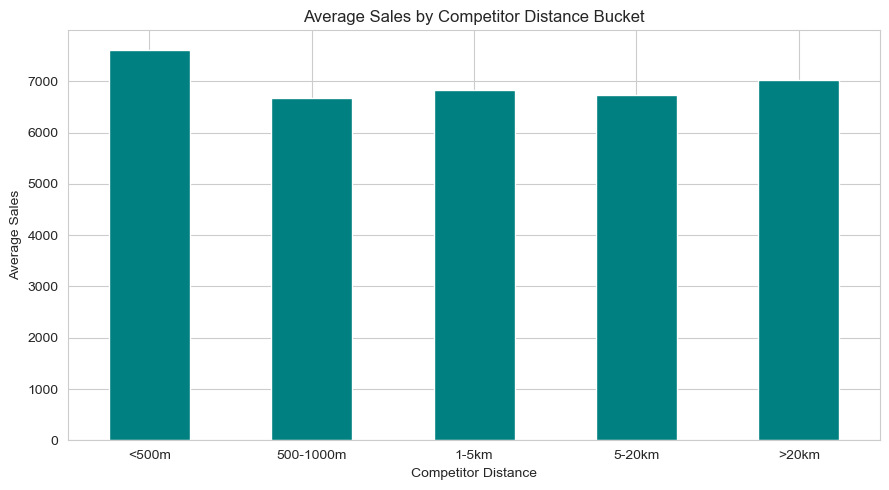 Average Sales by Competitor Distance Bucket
Average Sales
7000
6000
5000
4000
3000
2000
1000
0
<500m
500-1000m
1-5km
5-20km
>20km
Competitor Distance